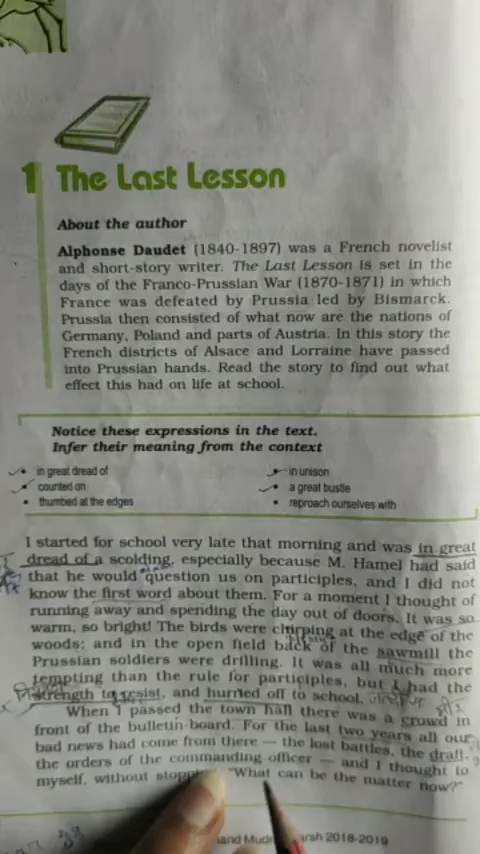 1 The Last Lesson
About the author
Alphonse Daudet (1840-1897) was a French novelist
and short-story writer. The Last Lesson is set in the
days of the Franco-Prussian War (1870-1871) in which
France was defeated by Prussia led by Bismarck.
Prussia then consisted of what now are the nations of
Germany, Poland and parts of Austria. In this story the
French districts of Alsace and Lorraine have passed
into Prussian hands. Read the story to find out what
effect this had on life at school.
Notice these expressions in the text.
Infer their meaning from the context
• in great dread of
• in unison
• counted on
• a great bustle
• thumbed at the edges
• reproach ourselves with
I started for school very late that morning and was in great
dread of a scolding, especially because M. Hamel had said
that he would question us on participles, and I did not
know the first word about them. For a moment I thought of
running away and spending the day out of doors. It was so
warm, so bright! The birds were chirping at the edge of the
woods; and in the open field back of the sawmill the
Prussian soldiers were drilling. It was all much more
tempting than the rule for participles, but I had the
strength to resist, and hurried off to school.
When I passed the town hall there was a crowd in
front of the bulletin-board. For the last two years all our
bad news had come from there — the lost battles, the draft,
the orders of the commanding officer — and I thought to
myself, without "What can be the matter now?"
2018-2019